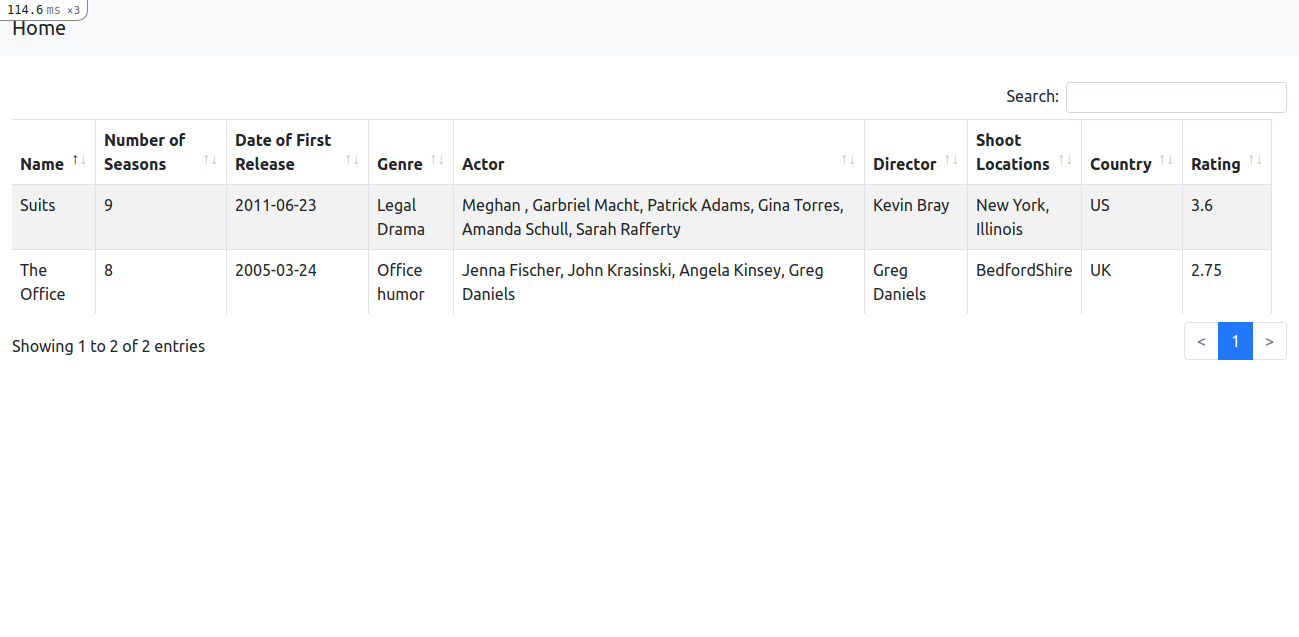 114.6 ms ×3
Home
Search:
Name ↑↓ Number of Seasons ↑↓ Date of First Release ↑↓ Genre ↑↓ Actor ↑↓ Director ↑↓ Shoot Locations ↑↓ Country ↑↓ Rating ↑↓
Suits 9 2011-06-23 Legal Drama Meghan , Garbriel Macht, Patrick Adams, Gina Torres, Amanda Schull, Sarah Rafferty Kevin Bray New York, Illinois US 3.6
The Office 8 2005-03-24 Office humor Jenna Fischer, John Krasinski, Angela Kinsey, Greg Daniels Greg Daniels BedfordShire UK 2.75
Showing 1 to 2 of 2 entries
< 1 >